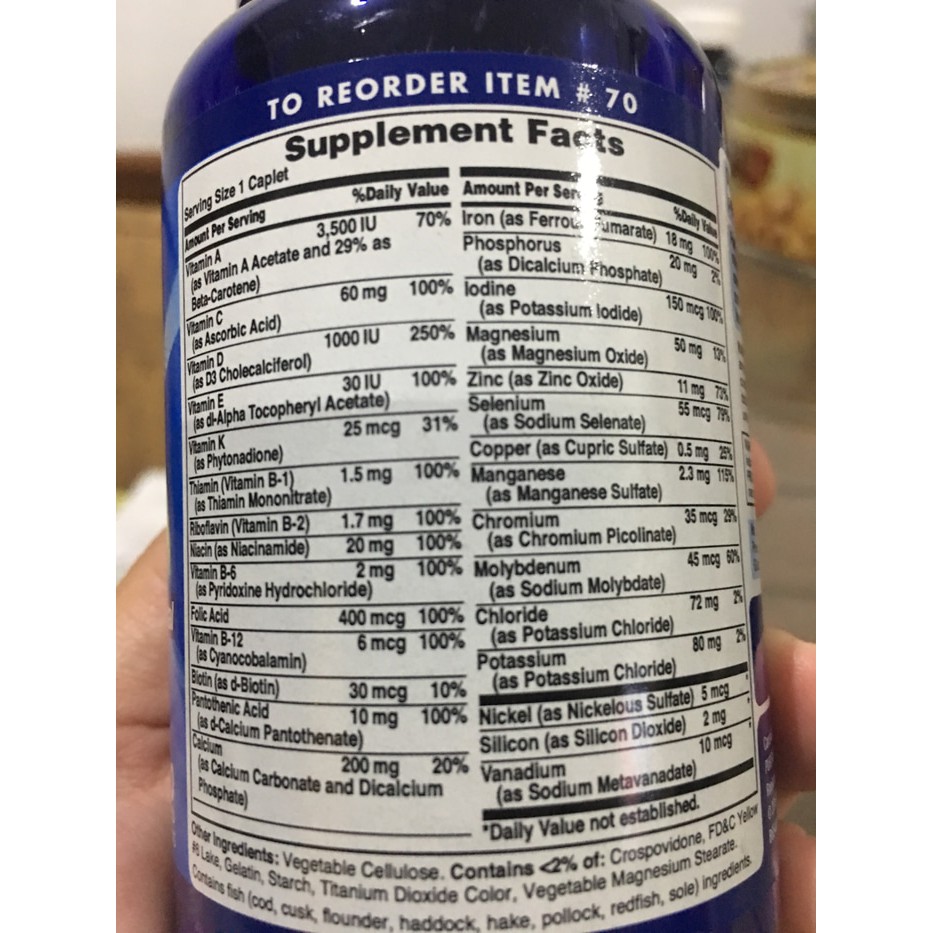 TO REORDER ITEM # 70
Supplement Facts
Serving Size 1 Caplet
Amount Per Serving %Daily Value
Vitamin A 3,500 IU 70%
(as Vitamin A Acetate and 29% as
Beta-Carotene)
Vitamin C 60 mg 100%
(as Ascorbic Acid)
Vitamin D 1000 IU 250%
(as D3 Cholecalciferol)
Vitamin E 30 IU 100%
(as dl-Alpha Tocopheryl Acetate)
Vitamin K 25 mcg 31%
(as Phytonadione)
Thiamin (Vitamin B-1) 1.5 mg 100%
(as Thiamin Mononitrate)
Riboflavin (Vitamin B-2) 1.7 mg 100%
Niacin (as Niacinamide) 20 mg 100%
Vitamin B-6 2 mg 100%
(as Pyridoxine Hydrochloride)
Folic Acid 400 mcg 100%
Vitamin B-12 6 mcg 100%
(as Cyanocobalamin)
Biotin (as d-Biotin) 30 mcg 10%
Pantothenic Acid 10 mg 100%
(as d-Calcium Pantothenate)
Calcium 200 mg 20%
(as Calcium Carbonate and Dicalcium
Phosphate)
Amount Per Serving %Daily Value
Iron (as Ferrous Fumarate) 18 mg 100%
Phosphorus 20 mg 2%
(as Dicalcium Phosphate)
Iodine 150 mcg 100%
(as Potassium Iodide)
Magnesium 50 mg 13%
(as Magnesium Oxide)
Zinc (as Zinc Oxide) 11 mg 73%
Selenium 55 mcg 79%
(as Sodium Selenate)
Copper (as Cupric Sulfate) 0.5 mg 25%
Manganese 2.3 mg 115%
(as Manganese Sulfate)
Chromium 35 mcg 29%
(as Chromium Picolinate)
Molybdenum 45 mcg 60%
(as Sodium Molybdate)
Chloride 72 mg 2%
(as Potassium Chloride)
Potassium 80 mg 2%
(as Potassium Chloride)
Nickel (as Nickelous Sulfate) 5 mcg *
Silicon (as Silicon Dioxide) 2 mg *
Vanadium 10 mcg *
(as Sodium Metavanadate)
*Daily Value not established.
Other Ingredients: Vegetable Cellulose. Contains <2% of: Crospovidone, FD&C Yellow
#6 Lake, Gelatin, Starch, Titanium Dioxide Color, Vegetable Magnesium Stearate.
Contains fish (cod, cusk, flounder, haddock, hake, pollock, redfish, sole) ingredients.